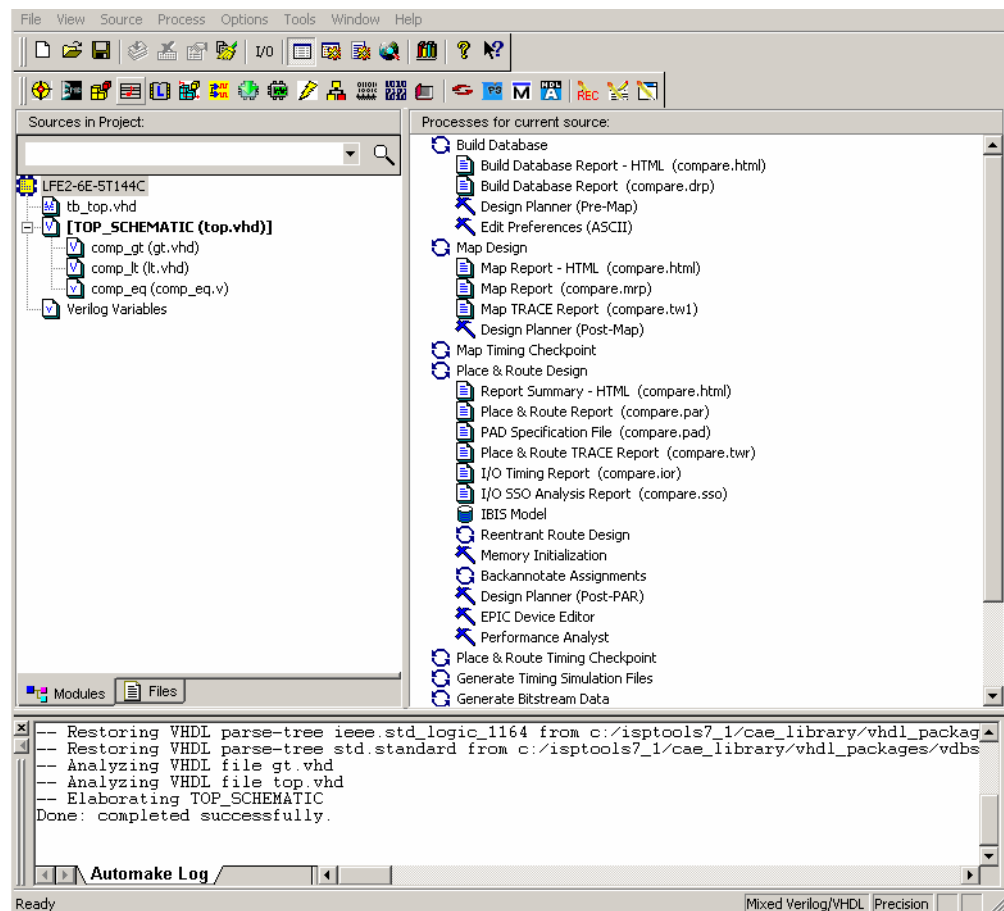 File View Source Process Options Tools Window Help
I/O
REC
Sources in Project:
LFE2-6E-5T144C
tb_top.vhd
[TOP_SCHEMATIC (top.vhd)]
comp_gt (gt.vhd)
comp_lt (lt.vhd)
comp_eq (comp_eq.v)
Verilog Variables
Modules Files
Processes for current source:
Build Database
Build Database Report - HTML (compare.html)
Build Database Report (compare.drp)
Design Planner (Pre-Map)
Edit Preferences (ASCII)
Map Design
Map Report - HTML (compare.html)
Map Report (compare.mrp)
Map TRACE Report (compare.tw1)
Design Planner (Post-Map)
Map Timing Checkpoint
Place & Route Design
Report Summary - HTML (compare.html)
Place & Route Report (compare.par)
PAD Specification File (compare.pad)
Place & Route TRACE Report (compare.twr)
I/O Timing Report (compare.ior)
I/O SSO Analysis Report (compare.sso)
IBIS Model
Reentrant Route Design
Memory Initialization
Backannotate Assignments
Design Planner (Post-PAR)
EPIC Device Editor
Performance Analyst
Place & Route Timing Checkpoint
Generate Timing Simulation Files
Generate Bitstream Data
-- Restoring VHDL parse-tree ieee.std_logic_1164 from c:/isptools7_1/cae_library/vhdl_packag
-- Restoring VHDL parse-tree std.standard from c:/isptools7_1/cae_library/vhdl_packages/vdbs
-- Analyzing VHDL file gt.vhd
-- Analyzing VHDL file top.vhd
-- Elaborating TOP_SCHEMATIC
Done: completed successfully.
Automake Log
Ready Mixed Verilog/VHDL Precision